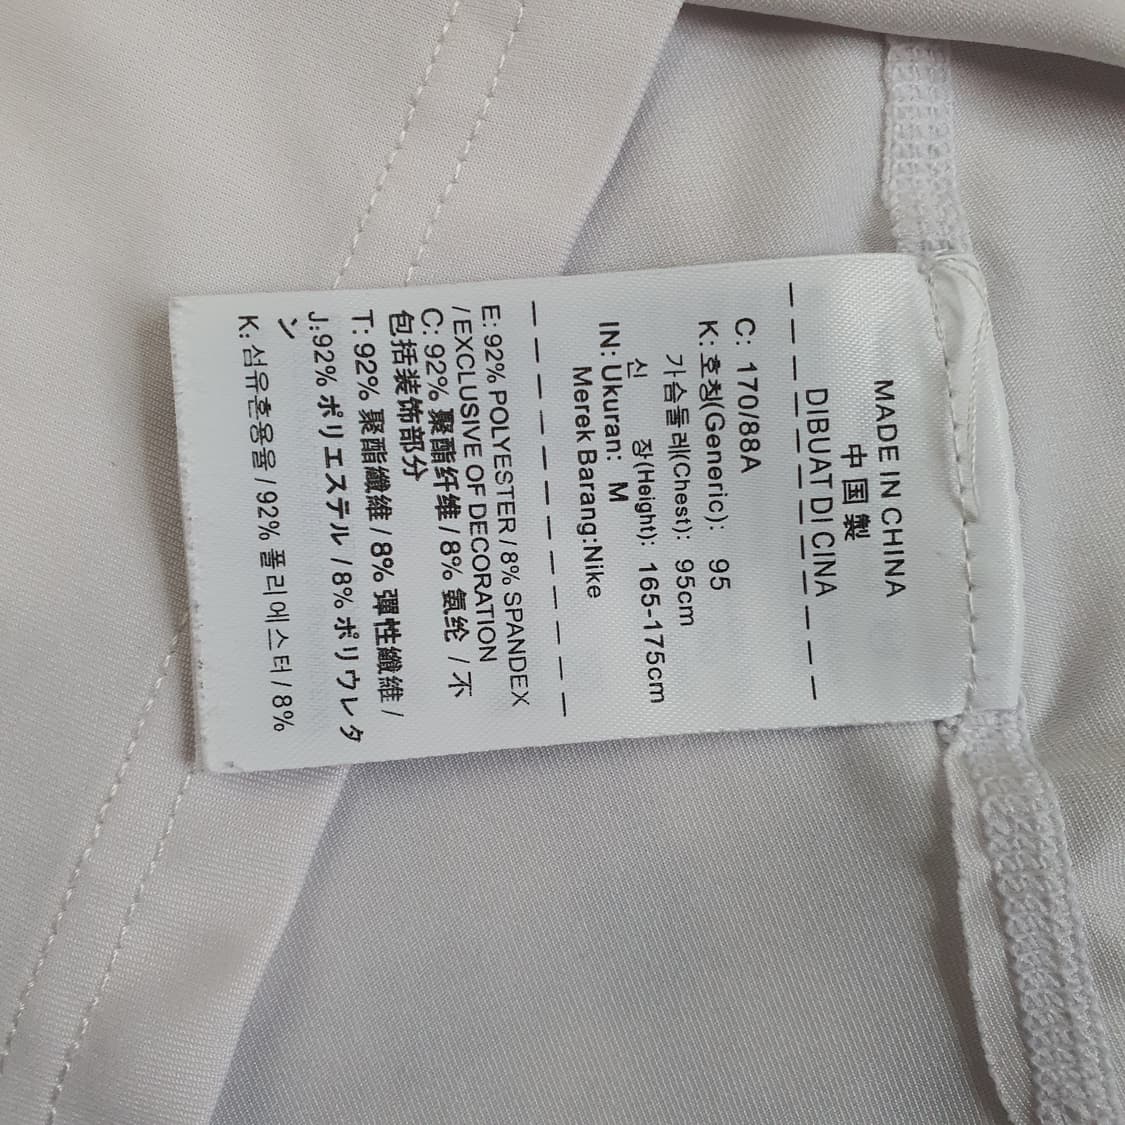 MADE IN CHINA
中国製
DIBUAT DI CINA
C: 170/88A
K: 호칭(Generic): 95
가슴둘레(Chest): 95cm
신 장(Height): 165-175cm
IN: Ukuran: M
Merek Barang:Nike
E: 92% POLYESTER / 8% SPANDEX
/ EXCLUSIVE OF DECORATION
C: 92% 聚酯纤维 / 8% 氨纶 / 不
包括装饰部分
T: 92% 聚酯纖維 / 8% 彈性纖維 /
J:92% ポリエステル / 8% ポリウレタ
ン
K: 섬유혼용율 / 92% 폴리에스터 / 8%